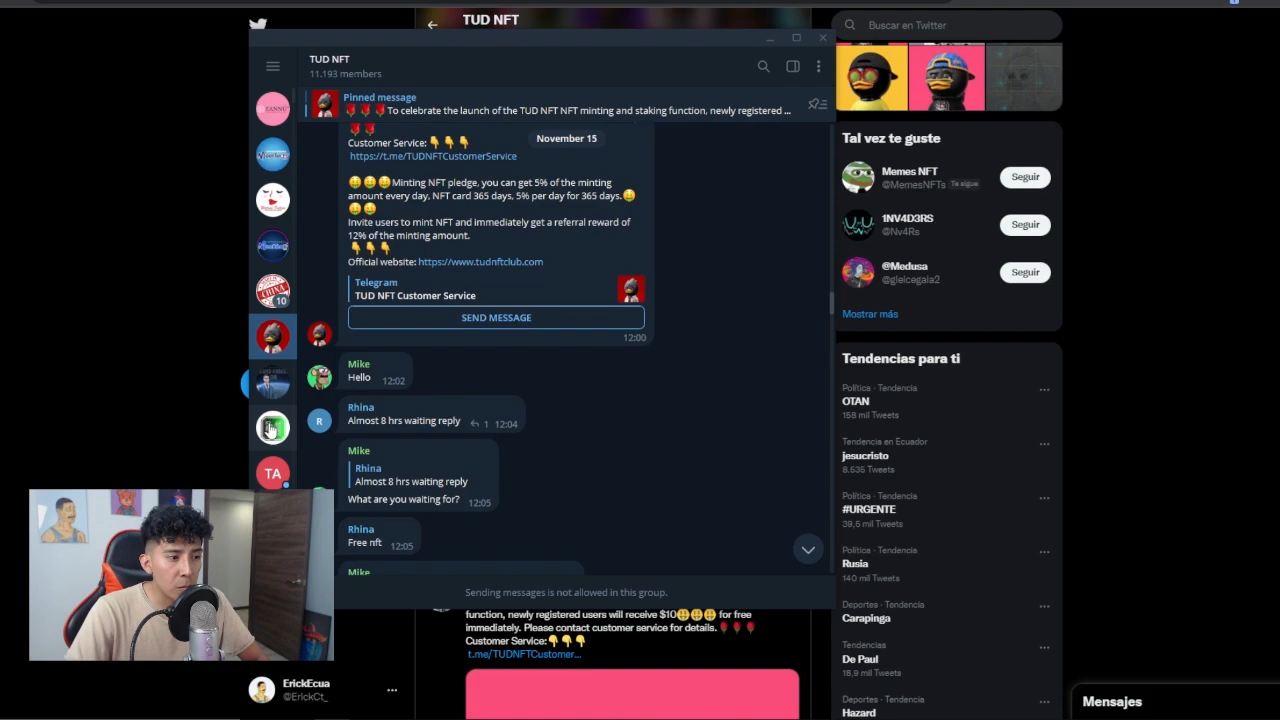 TUD NFT
Buscar en Twitter
TUD NFT
11.193 members
Pinned message
To celebrate the launch of the TUD NFT NFT minting and staking function, newly registered ...
November 15
Customer Service:
https://t.me/TUDNFTCustomerService
Minting NFT pledge, you can get 5% of the minting
amount every day, NFT card 365 days, 5% per day for 365 days.
Invite users to mint NFT and immediately get a referral reward of
12% of the minting amount.
Official website: https://www.tudnftclub.com
Telegram
TUD NFT Customer Service
SEND MESSAGE
12:00
Mike
Hello
12:02
R
Rhina
Almost 8 hrs waiting reply
1 12:04
Mike
Rhina
Almost 8 hrs waiting reply
What are you waiting for?
12:05
Rhina
Free nft
12:05
Mike
Sending messages is not allowed in this group.
function, newly registered users will receive $10 for free
immediately. Please contact customer service for details.
Customer Service:
t.me/TUDNFTCustomer...
CHINA
10
TA
ErickEcua
@ErickCt_
Tal vez te guste
Memes NFT
@MemesNFTs Te sigue
Seguir
1NV4D3RS
@Nv4Rs
Seguir
@Medusa
@gleicegala2
Seguir
Mostrar más
Tendencias para ti
Política · Tendencia
OTAN
158 mil Tweets
Tendencia en Ecuador
jesucristo
8.635 Tweets
Política · Tendencia
#URGENTE
39,5 mil Tweets
Política · Tendencia
Rusia
140 mil Tweets
Deportes · Tendencia
Carapinga
Tendencias
De Paul
18,9 mil Tweets
Deportes · Tendencia
Hazard
Mensajes